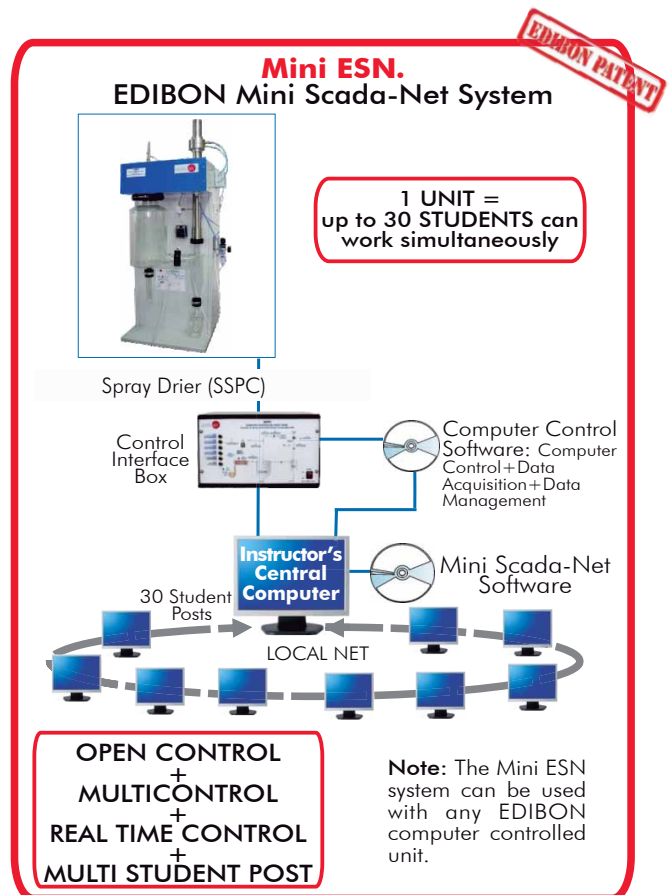 EDIBON PATENT
Mini ESN.
EDIBON Mini Scada-Net System
1 UNIT =
up to 30 STUDENTS can
work simultaneously
Spray Drier (SSPC)
Control
Interface
Box
Computer Control
Software: Computer
Control+Data
Acquisition+Data
Management
Instructor's
Central
Computer
Mini Scada-Net
Software
30 Student
Posts
LOCAL NET
OPEN CONTROL
+
MULTICONTROL
+
REAL TIME CONTROL
+
MULTI STUDENT POST
Note: The Mini ESN
system can be used
with any EDIBON
computer controlled
unit.